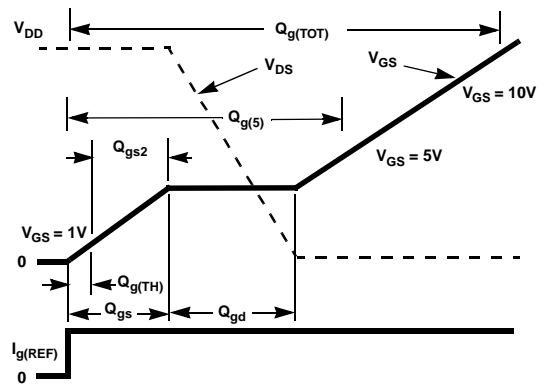 V_DD
Q_g(TOT)
V_DS
V_GS
V_GS = 10V
Q_g(5)
Q_gs2
V_GS = 5V
V_GS = 1V
0
Q_g(TH)
Q_gs
Q_gd
I_g(REF)
0